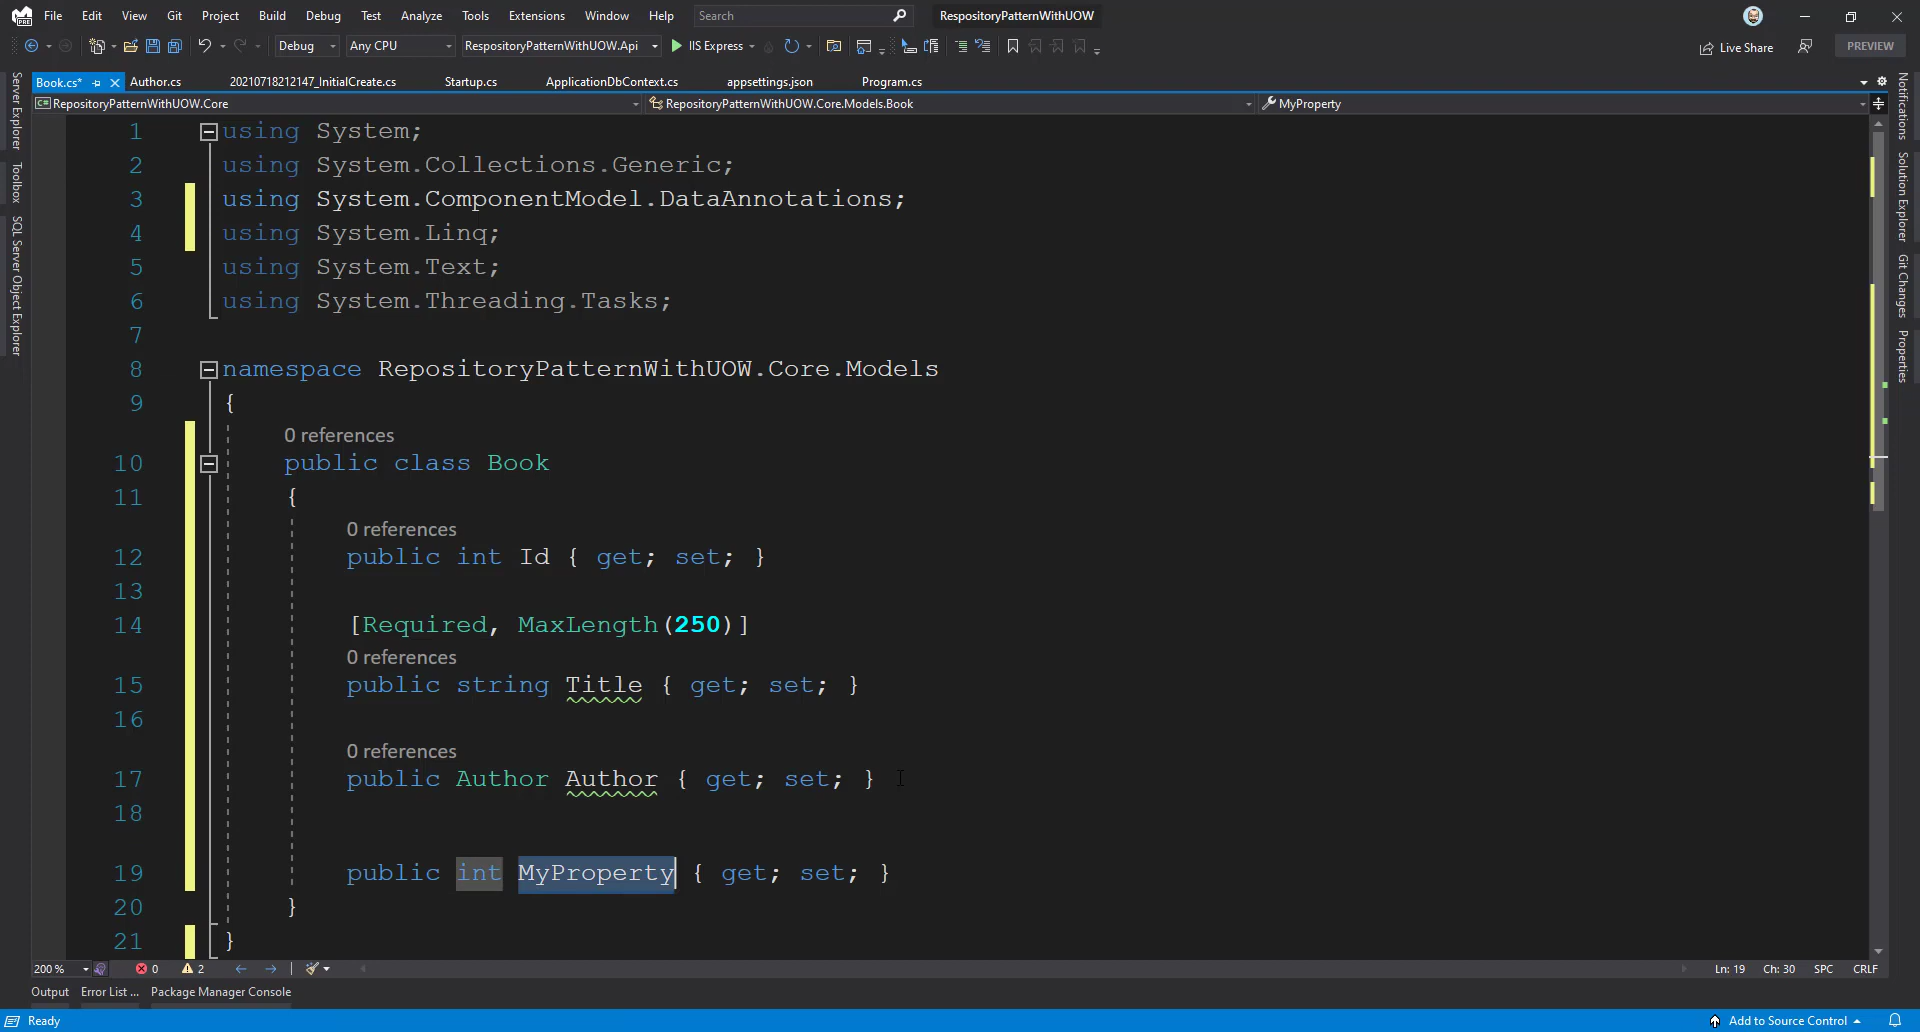 File Edit View Git Project Build Debug Test Analyze Tools Extensions Window Help Search RespositoryPatternWithUOW
Debug Any CPU RespositoryPatternWithUOW.Api IIS Express Live Share PREVIEW
Book.cs* Author.cs 20210718212147_InitialCreate.cs Startup.cs ApplicationDbContext.cs appsettings.json Program.cs
RepositoryPatternWithUOW.Core RepositoryPatternWithUOW.Core.Models.Book MyProperty
Server Explorer
Toolbox
SQL Server Object Explorer
1 using System;
2 using System.Collections.Generic;
3 using System.ComponentModel.DataAnnotations;
4 using System.Linq;
5 using System.Text;
6 using System.Threading.Tasks;
7
8 namespace RepositoryPatternWithUOW.Core.Models
9 {
0 references
10 public class Book
11 {
0 references
12 public int Id { get; set; }
13
14 [Required, MaxLength(250)]
0 references
15 public string Title { get; set; }
16
0 references
17 public Author Author { get; set; }
18
19 public int MyProperty { get; set; }
20 }
21 }
Notifications
Solution Explorer
Git Changes
Properties
200 % 0 2 Ln: 19 Ch: 30 SPC CRLF
Output Error List ... Package Manager Console
Ready Add to Source Control